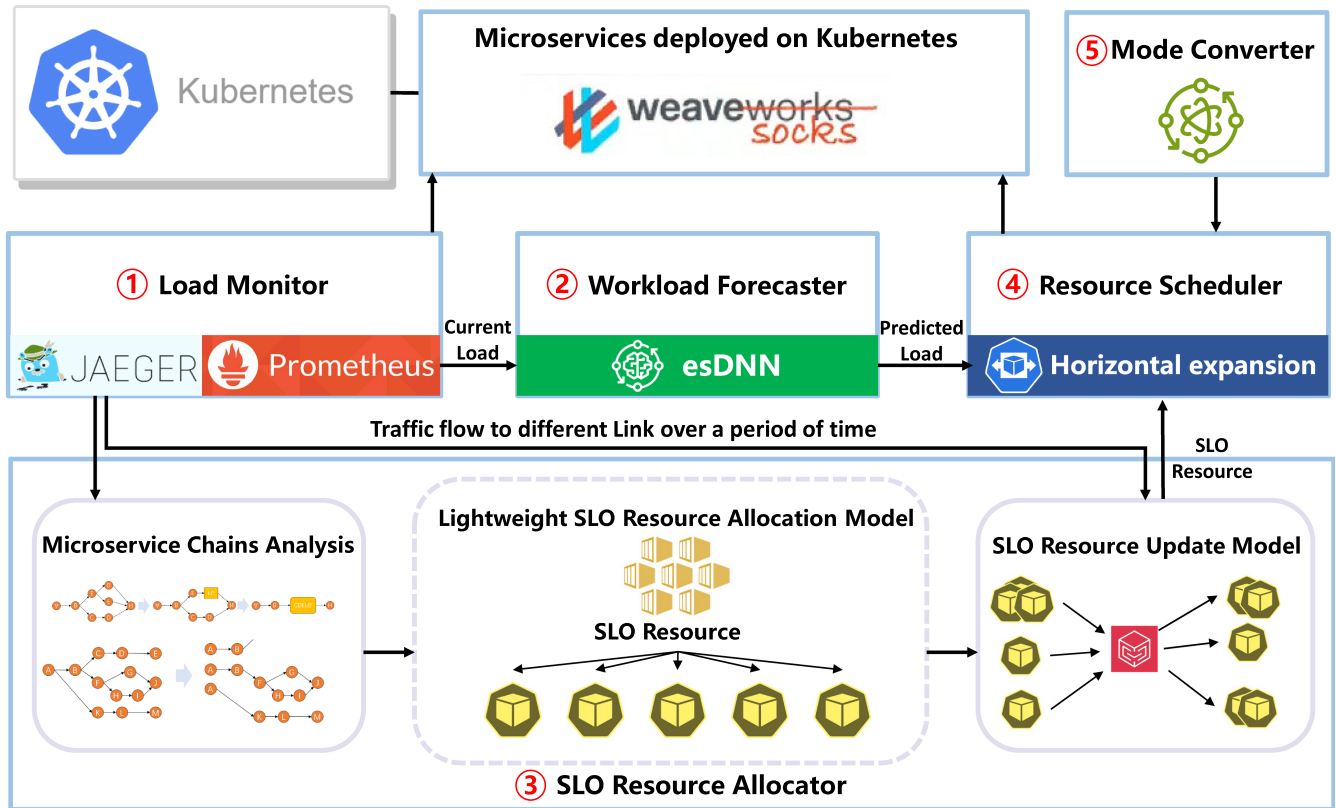 Kubernetes
Microservices deployed on Kubernetes
weaveworks
socks
⑤ Mode Converter
① Load Monitor
JAEGER
Prometheus
Current
Load
② Workload Forecaster
esDNN
Predicted
Load
④ Resource Scheduler
Horizontal expansion
Traffic flow to different Link over a period of time
SLO
Resource
Microservice Chains Analysis
Lightweight SLO Resource Allocation Model
SLO Resource
SLO Resource Update Model
A B C D E
F G H I J
K L M
A B
A B F G H I J
A K L M
③ SLO Resource Allocator